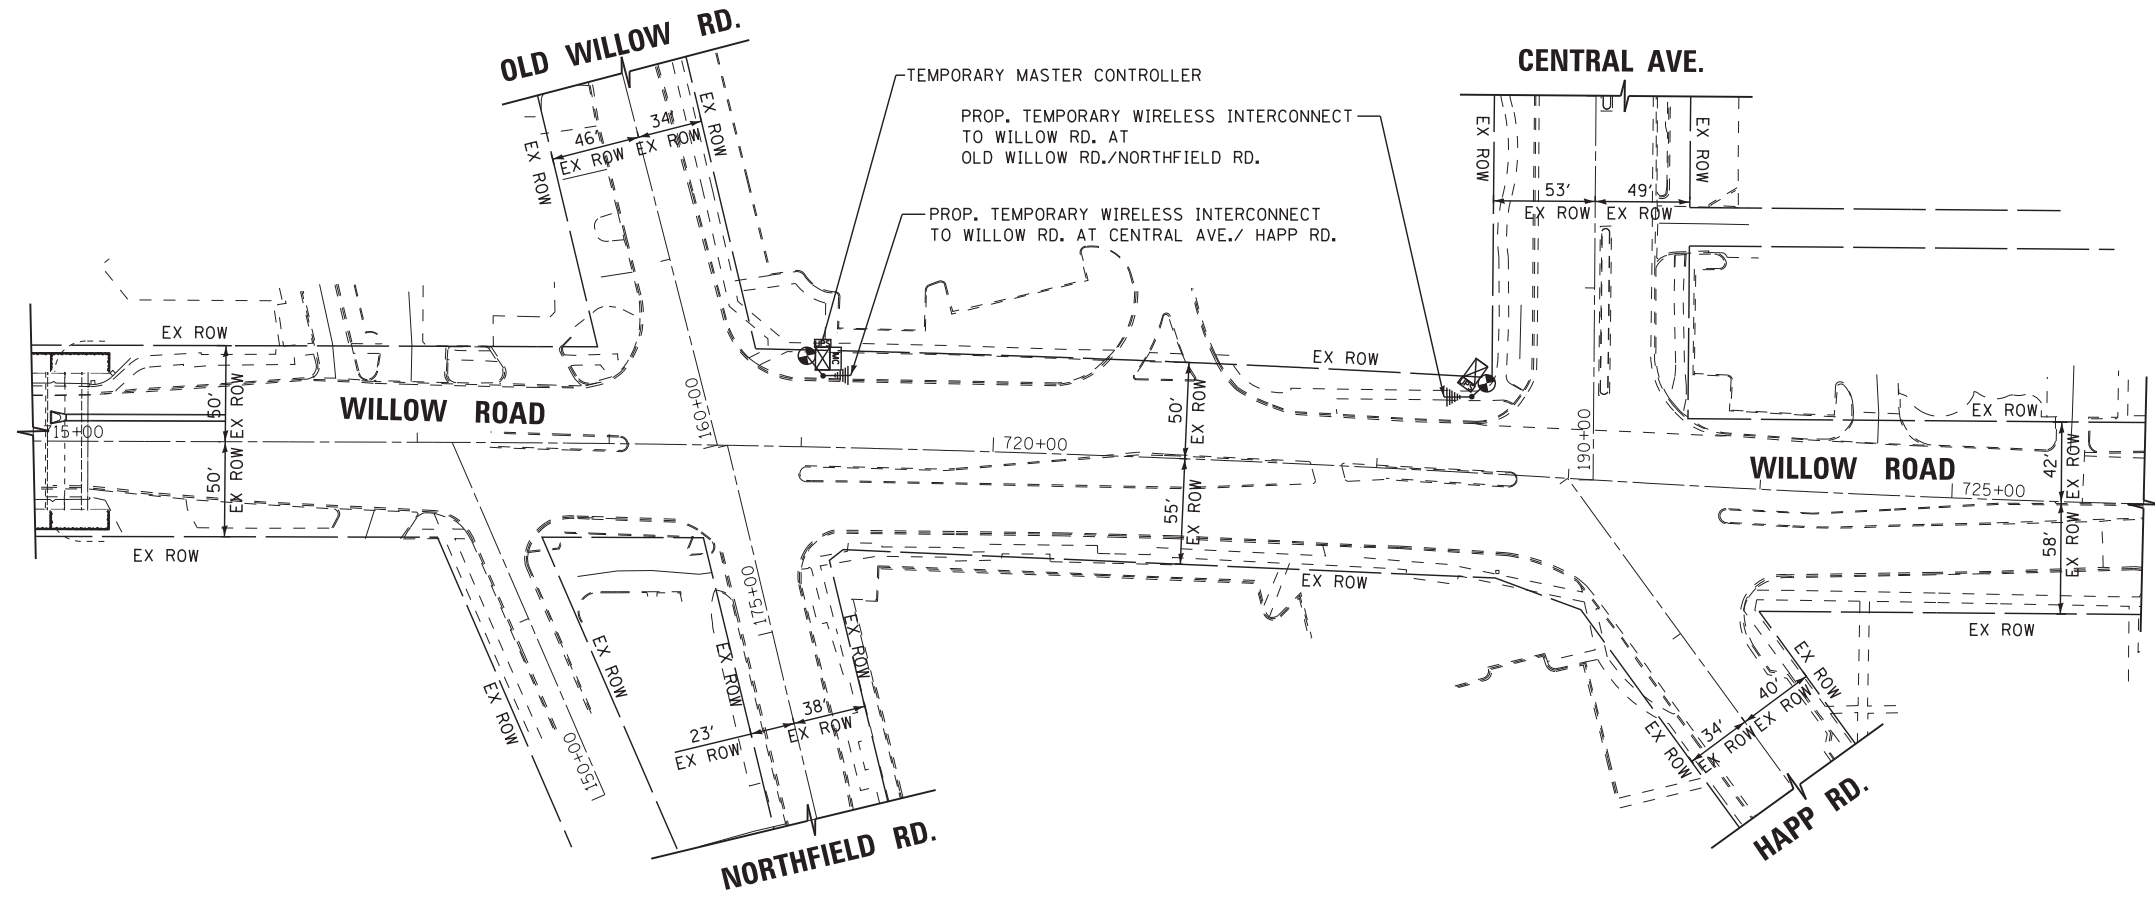 OLD WILLOW RD.
CENTRAL AVE.
TEMPORARY MASTER CONTROLLER
PROP. TEMPORARY WIRELESS INTERCONNECT
TO WILLOW RD. AT
OLD WILLOW RD./NORTHFIELD RD.
PROP. TEMPORARY WIRELESS INTERCONNECT
TO WILLOW RD. AT CENTRAL AVE./ HAPP RD.
46'
EX ROW
34'
EX ROW
EX ROW
EX ROW
EX ROW
EX ROW
53'
EX ROW
49'
EX ROW
EX ROW
EX ROW
EX ROW
MC
WILLOW ROAD
WILLOW ROAD
50'
EX ROW
50'
EX ROW
15+00
160+00
720+00
50'
EX ROW
55'
EX ROW
190+00
725+00
42'
EX ROW
58'
EX ROW
EX ROW
EX ROW
EX ROW
175+00
150+00
EX ROW
EX ROW
EX ROW
EX ROW
23'
EX ROW
38'
EX ROW
EX ROW
EX ROW
34'
EX ROW
40'
EX ROW
NORTHFIELD RD.
HAPP RD.